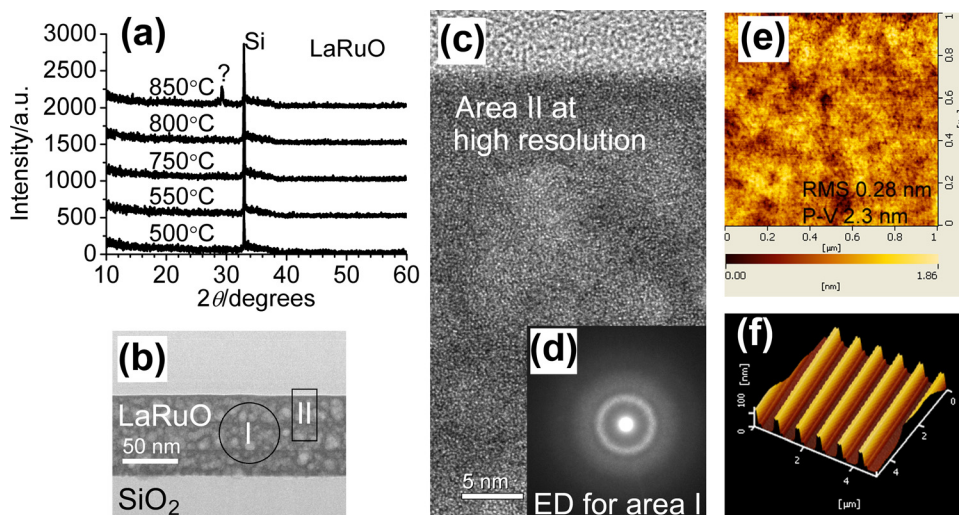 (a)
Intensity/a.u.
3000
2500
2000
1500
1000
500
0
Si
LaRuO
?
850°C
800°C
750°C
550°C
500°C
10 20 30 40 50 60
2θ/degrees
(b)
LaRuO
I
II
50 nm
SiO2
(c)
Area II at
high resolution
5 nm
(d)
ED for area I
(e)
RMS 0.28 nm
P-V 2.3 nm
0 0.2 0.4 0.6 0.8 1
[µm]
0 0.2 0.4 0.6 0.8 1
[µm]
0.00 1.86
[nm]
(f)
[nm]
100
0
2
4
[µm]
0
2
4
[µm]